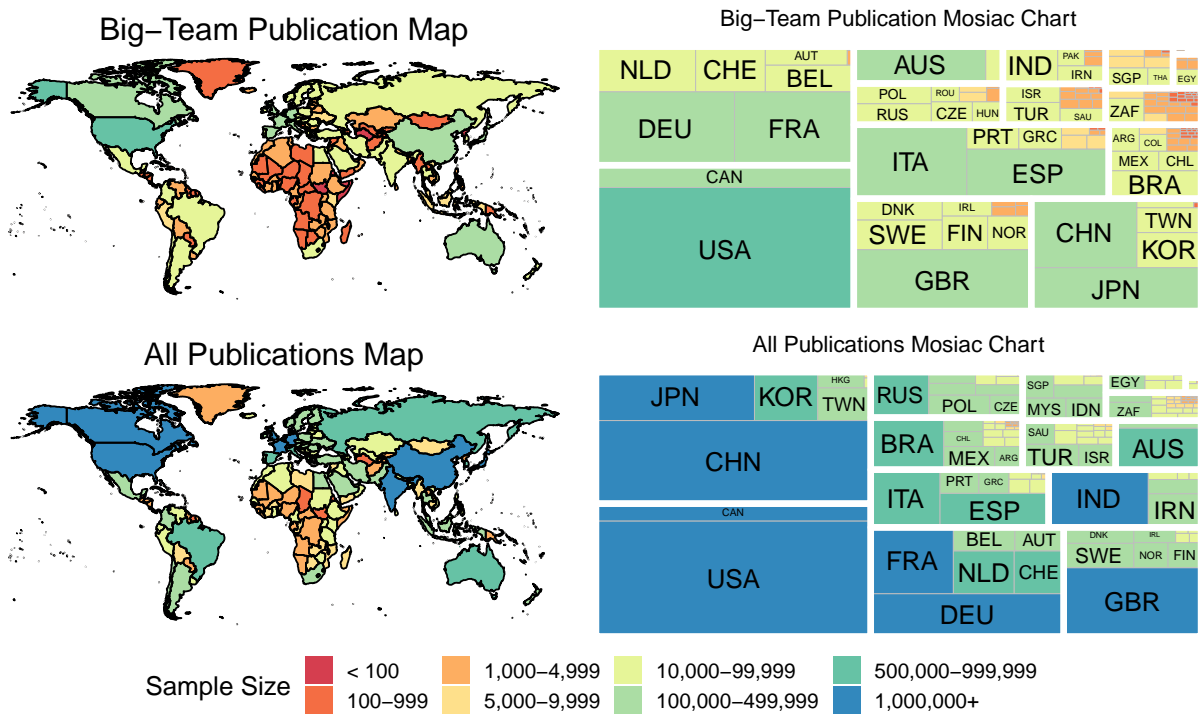 Big−Team Publication Map
Big−Team Publication Mosiac Chart
NLD
CHE
AUT
BEL
DEU
FRA
CAN
USA
AUS
IND
PAK
IRN
SGP
THA
EGY
POL
RUS
ROU
CZE
HUN
ISR
TUR
SAU
ZAF
ITA
PRT
GRC
ESP
ARG
COL
MEX
CHL
BRA
DNK
SWE
IRL
FIN
NOR
GBR
CHN
TWN
KOR
JPN
All Publications Map
All Publications Mosiac Chart
JPN
KOR
HKG
TWN
CHN
CAN
USA
RUS
POL
CZE
SGP
MYS
IDN
EGY
ZAF
BRA
CHL
MEX
ARG
SAU
TUR
ISR
AUS
ITA
PRT
GRC
ESP
IND
IRN
FRA
BEL
AUT
NLD
CHE
DEU
DNK
SWE
IRL
NOR
FIN
GBR
Sample Size
< 100
100−999
1,000−4,999
5,000−9,999
10,000−99,999
100,000−499,999
500,000−999,999
1,000,000+